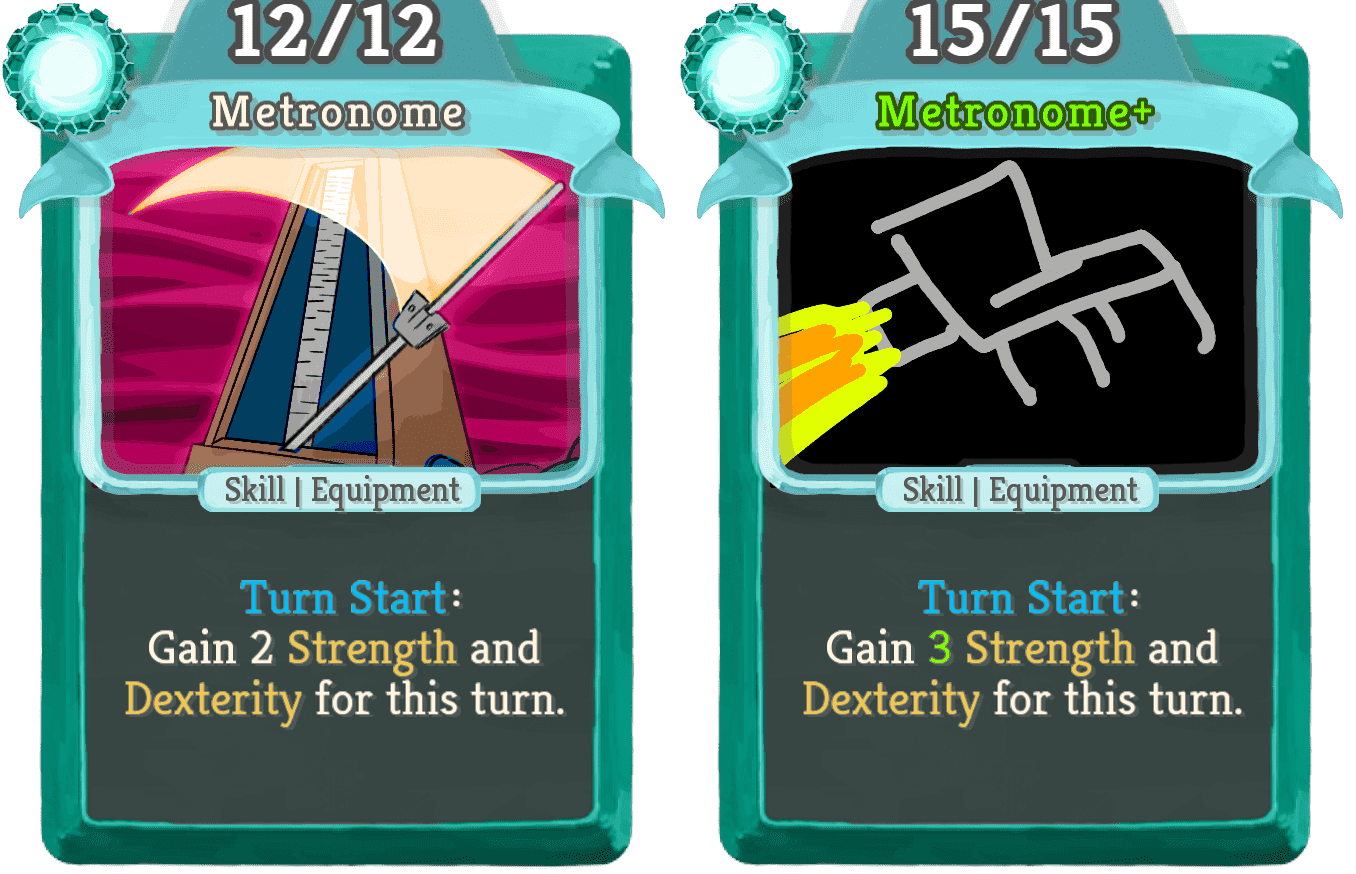 12/12
Metronome
Skill | Equipment
Turn Start:
Gain 2 Strength and
Dexterity for this turn.
15/15
Metronome+
Skill | Equipment
Turn Start:
Gain 3 Strength and
Dexterity for this turn.